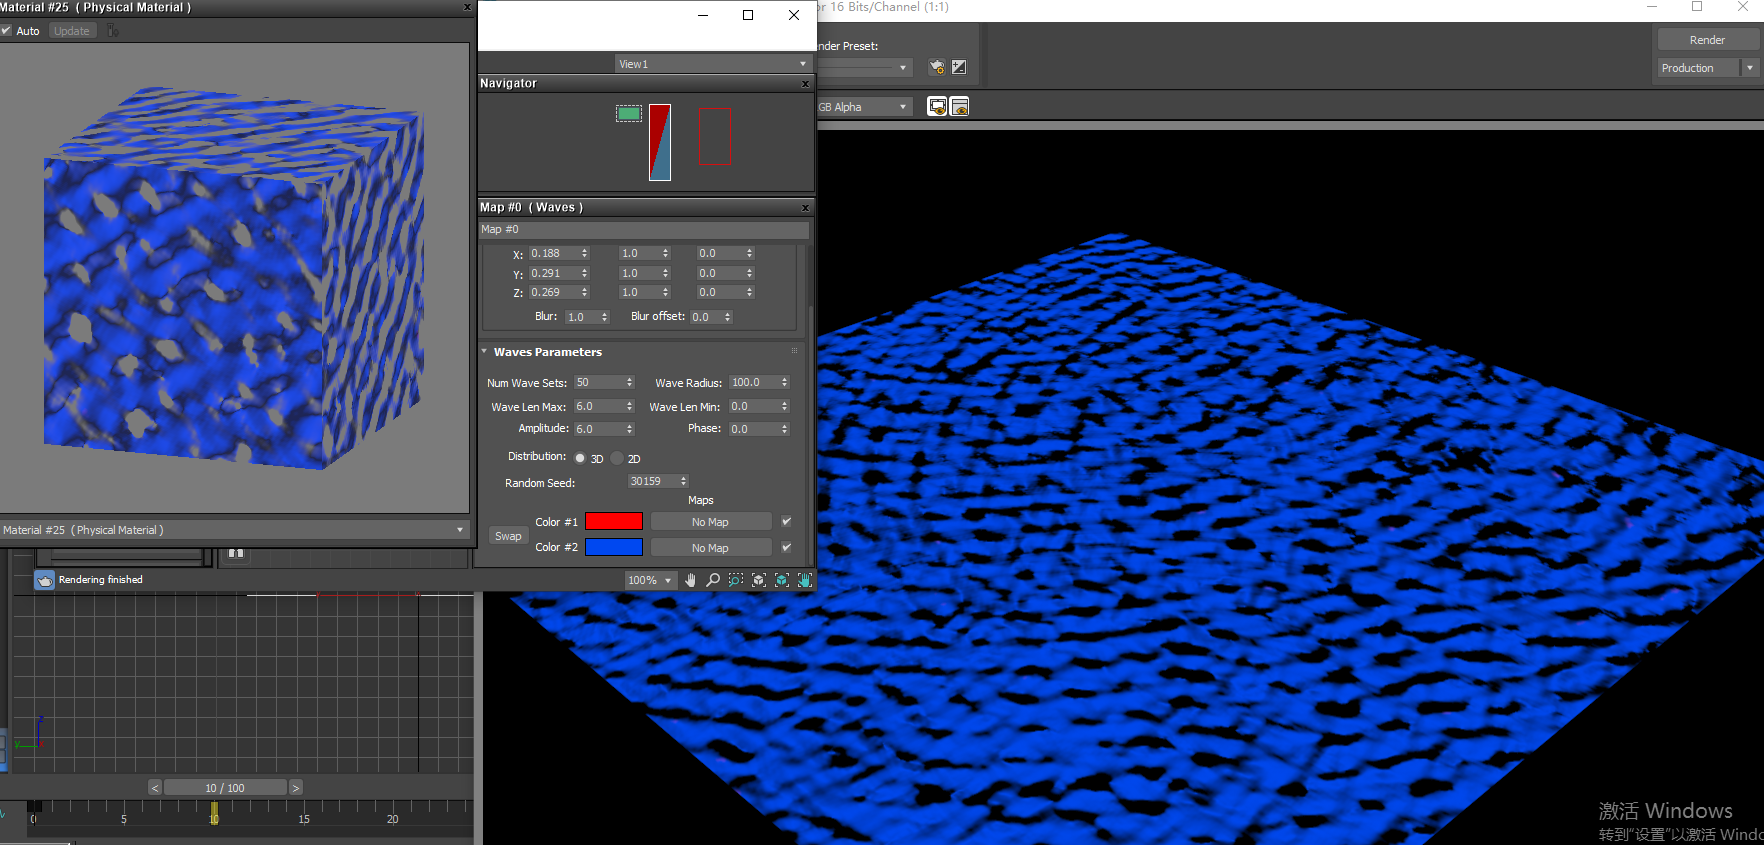 Material #25 ( Physical Material )
x
Auto
Update
or 16 Bits/Channel (1:1)
View1
nder Preset:
Render
Production
GB Alpha
Navigator
x
Map #0 ( Waves )
x
Map #0
X: 0.188 1.0 0.0
Y: 0.291 1.0 0.0
Z: 0.269 1.0 0.0
Blur: 1.0 Blur offset: 0.0
Waves Parameters
Num Wave Sets: 50 Wave Radius: 100.0
Wave Len Max: 6.0 Wave Len Min: 0.0
Amplitude: 6.0 Phase: 0.0
Distribution: 3D 2D
Random Seed: 30159
Maps
Color #1 No Map
Swap
Color #2 No Map
Material #25 ( Physical Material )
100%
Rendering finished
z
y
< 10 / 100 >
0 5 10 15 20
激活 Windows
转到"设置"以激活 Windo